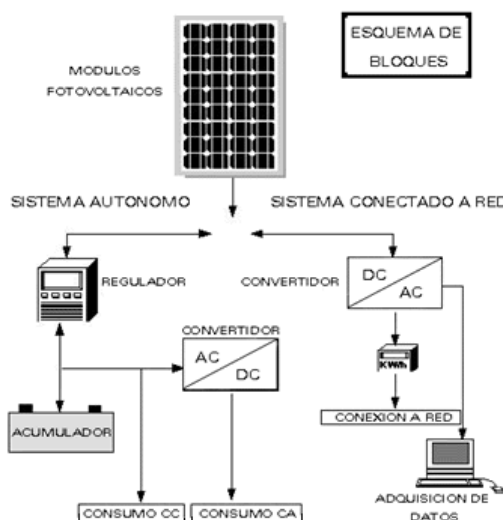 ESQUEMA DE
BLOQUES
MODULOS
FOTOVOLTAICOS
SISTEMA AUTONOMO
SISTEMA CONECTADO A RED
REGULADOR
CONVERTIDOR
DC
AC
CONVERTIDOR
AC
DC
KWh
ACUMULADOR
CONEXION A RED
CONSUMO CC
CONSUMO CA
ADQUISICION DE
DATOS